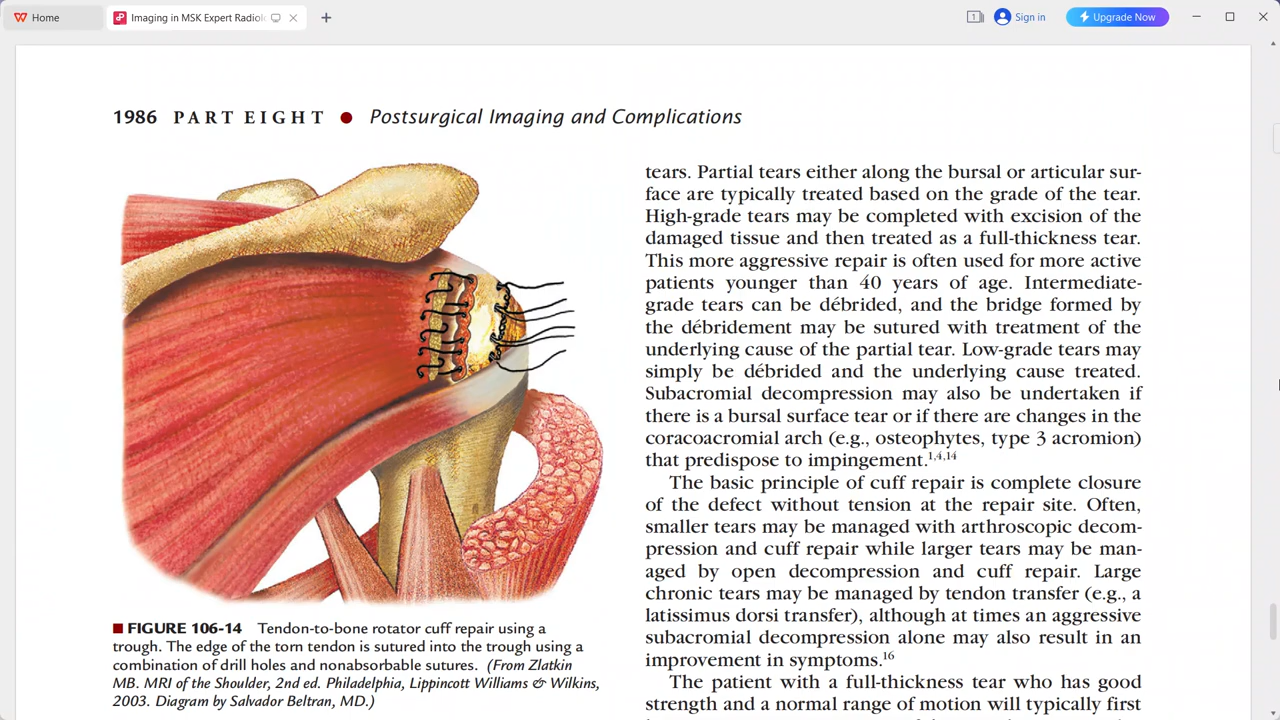 Home
Imaging in MSK Expert Radiol
1
Sign in
Upgrade Now
1986 PART EIGHT ● Postsurgical Imaging and Complications
■ FIGURE 106-14 Tendon-to-bone rotator cuff repair using a
trough. The edge of the torn tendon is sutured into the trough using a
combination of drill holes and nonabsorbable sutures. (From Zlatkin
MB. MRI of the Shoulder, 2nd ed. Philadelphia, Lippincott Williams & Wilkins,
2003. Diagram by Salvador Beltran, MD.)
tears. Partial tears either along the bursal or articular sur-
face are typically treated based on the grade of the tear.
High-grade tears may be completed with excision of the
damaged tissue and then treated as a full-thickness tear.
This more aggressive repair is often used for more active
patients younger than 40 years of age. Intermediate-
grade tears can be débrided, and the bridge formed by
the débridement may be sutured with treatment of the
underlying cause of the partial tear. Low-grade tears may
simply be débrided and the underlying cause treated.
Subacromial decompression may also be undertaken if
there is a bursal surface tear or if there are changes in the
coracoacromial arch (e.g., osteophytes, type 3 acromion)
that predispose to impingement.1,4,14
The basic principle of cuff repair is complete closure
of the defect without tension at the repair site. Often,
smaller tears may be managed with arthroscopic decom-
pression and cuff repair while larger tears may be man-
aged by open decompression and cuff repair. Large
chronic tears may be managed by tendon transfer (e.g., a
latissimus dorsi transfer), although at times an aggressive
subacromial decompression alone may also result in an
improvement in symptoms.16
The patient with a full-thickness tear who has good
strength and a normal range of motion will typically first